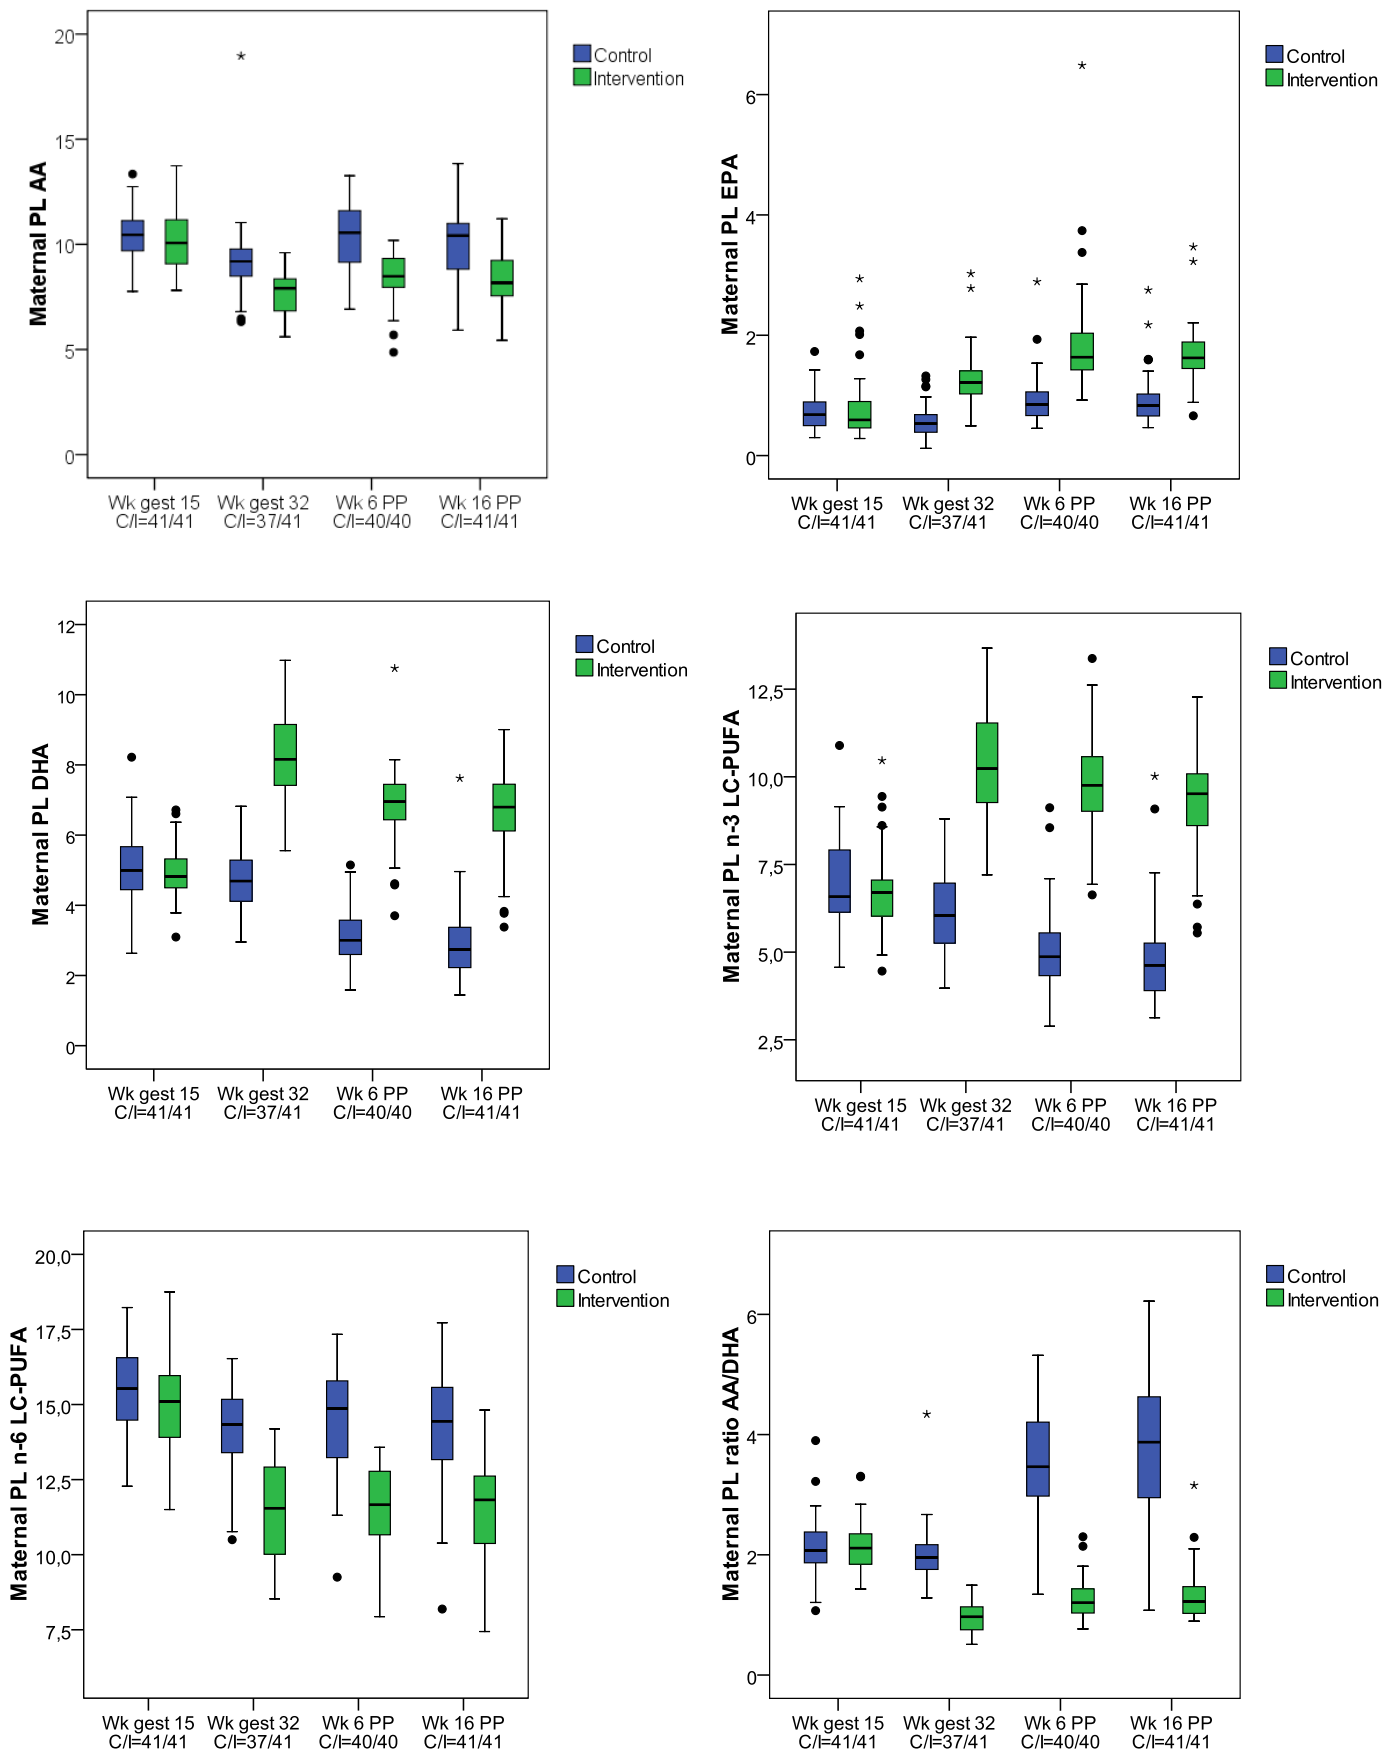 Maternal PL AA
20
15
10
5
0
*
Wk gest 15
C/I=41/41
Wk gest 32
C/I=37/41
Wk 6 PP
C/I=40/40
Wk 16 PP
C/I=41/41
Control
Intervention
Maternal PL EPA
6
4
2
0
Wk gest 15
C/I=41/41
Wk gest 32
C/I=37/41
Wk 6 PP
C/I=40/40
Wk 16 PP
C/I=41/41
Control
Intervention
Maternal PL DHA
12
10
8
6
4
2
0
Wk gest 15
C/I=41/41
Wk gest 32
C/I=37/41
Wk 6 PP
C/I=40/40
Wk 16 PP
C/I=41/41
Control
Intervention
Maternal PL n-3 LC-PUFA
12,5
10,0
7,5
5,0
2,5
Wk gest 15
C/I=41/41
Wk gest 32
C/I=37/41
Wk 6 PP
C/I=40/40
Wk 16 PP
C/I=41/41
Control
Intervention
Maternal PL n-6 LC-PUFA
20,0
17,5
15,0
12,5
10,0
7,5
Wk gest 15
C/I=41/41
Wk gest 32
C/I=37/41
Wk 6 PP
C/I=40/40
Wk 16 PP
C/I=41/41
Control
Intervention
Maternal PL ratio AA/DHA
6
4
2
0
Wk gest 15
C/I=41/41
Wk gest 32
C/I=37/41
Wk 6 PP
C/I=40/40
Wk 16 PP
C/I=41/41
Control
Intervention